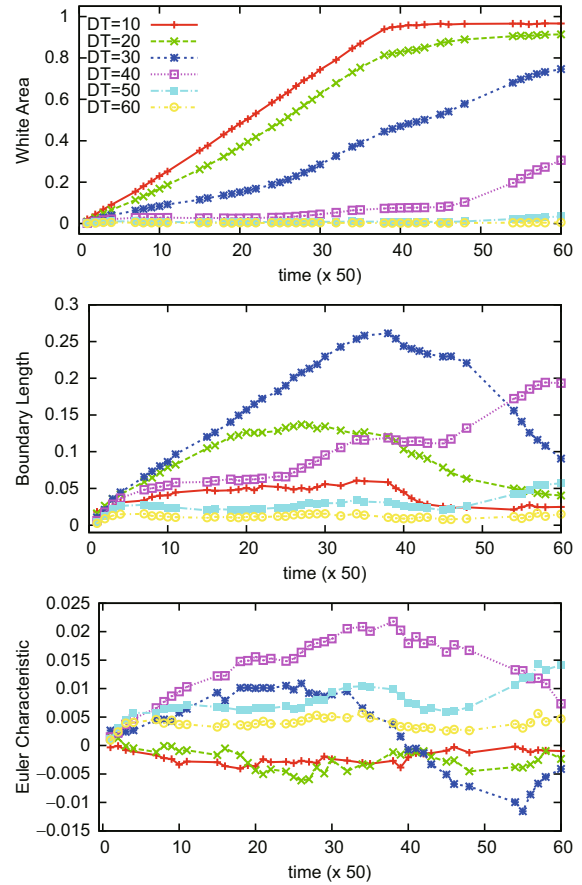 1
0.8
0.6
0.4
0.2
0
DT=10
DT=20
DT=30
DT=40
DT=50
DT=60
White Area
0 10 20 30 40 50 60
time (x 50)
0.3
0.25
0.2
0.15
0.1
0.05
0
Boundary Length
0 10 20 30 40 50 60
time (x 50)
0.025
0.02
0.015
0.01
0.005
0
−0.005
−0.01
−0.015
Euler Characteristic
0 10 20 30 40 50 60
time (x 50)